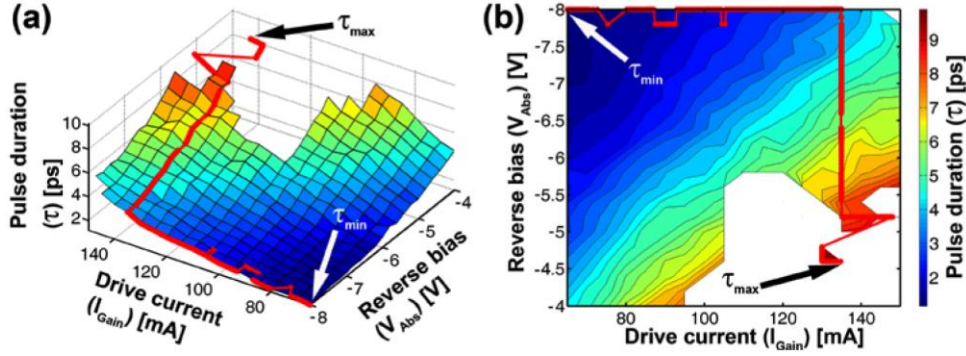 (a)
τmax
Pulse duration
(τ) [ps]
10
8
6
4
2
τmin
140
120
100
80
Drive current
(IGain) [mA]
-8
-7
-6
-5
-4
Reverse bias
(VAbs) [V]
(b)
Reverse bias (VAbs) [V]
-8
-7.5
-7
-6.5
-6
-5.5
-5
-4.5
-4
τmin
τmax
80
100
120
140
Drive current (IGain) [mA]
9
8
7
6
5
4
3
2
Pulse duration (τ) [ps]